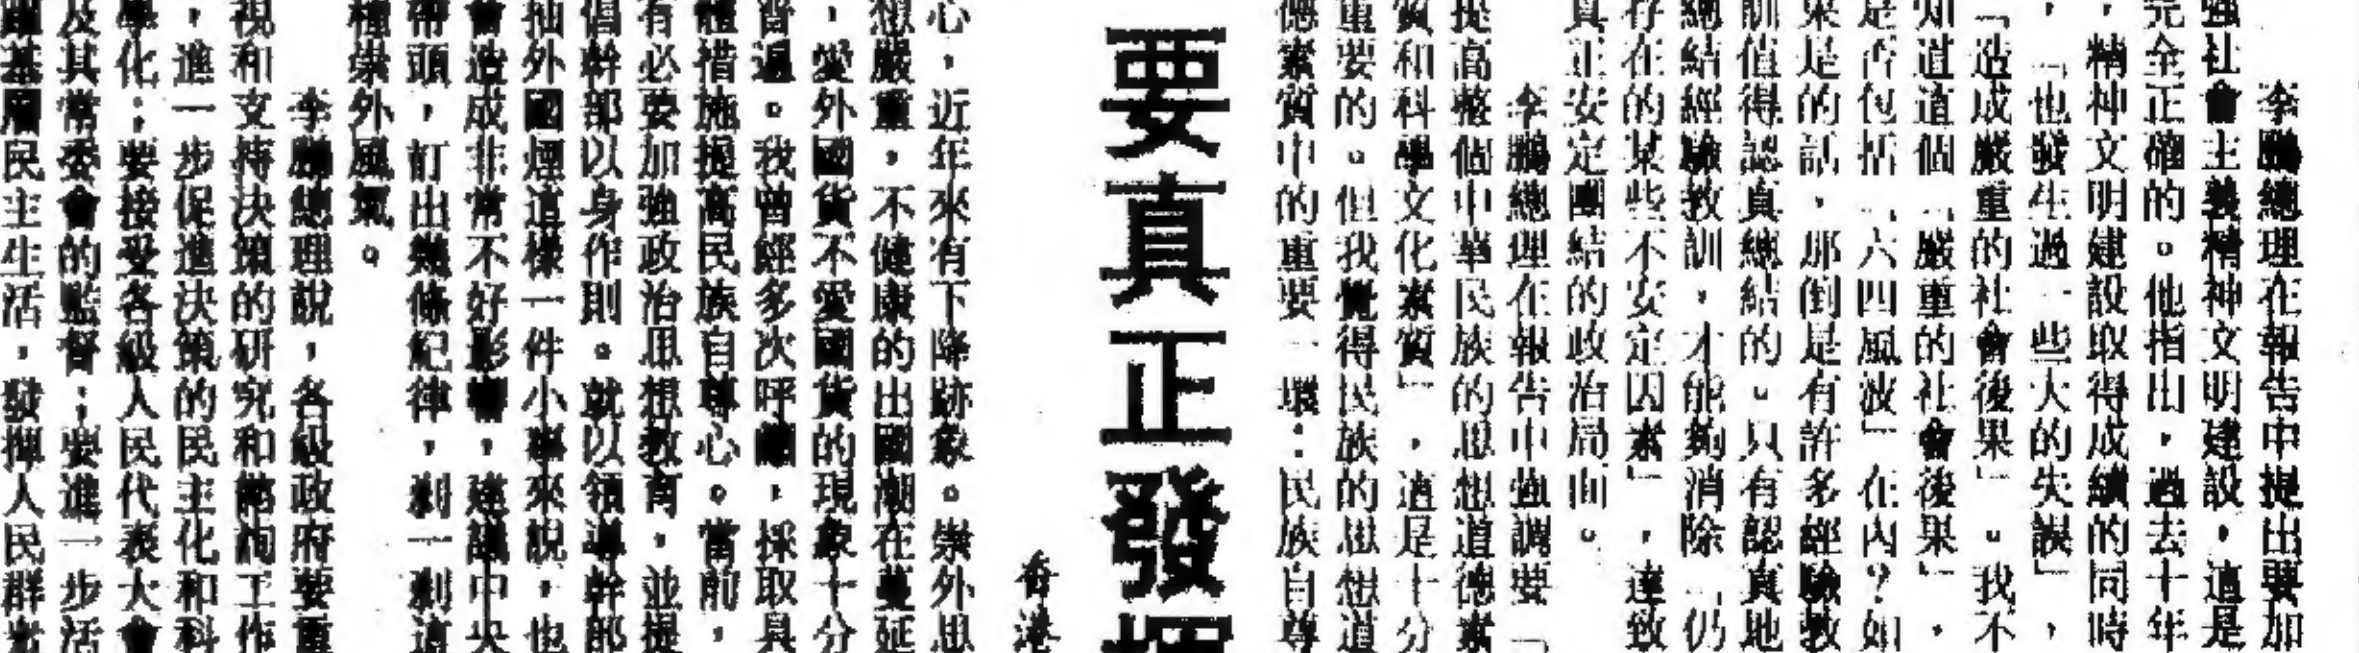 李鵬總理在報告中提出要加
強社會主義精神文明建設，這是
完全正確的。他指出，過去十年
，精神文明建設取得成績的同時
，「也發生過一些大的失誤」，
「造成嚴重的社會後果」。我不
知道這個「嚴重的社會後果」，
是否包括「六四風波」在內？如
果是的話，那倒是有許多經驗教
訓值得認真總結的。只有認真地
總結經驗教訓，才能夠消除「仍
存在的某些不安定因素」，達致
真正安定團結的政治局面。
李鵬總理在報告中強調要「
提高整個中華民族的思想道德素
質和科學文化素質」，這是十分
重要的。但我覺得民族的思想道
德素質中的重要一環：民族自尊
要真正發揮
香港
心，近年來有下降跡象。崇外思
想嚴重，不健康的出國潮在蔓延
，愛外國貨不愛國貨的現象十分
普遍。我曾經多次呼籲，採取具
體措施提高民族自尊心。當前，
有必要加強政治思想教育，並提
倡幹部以身作則。就以領導幹部
抽外國煙這樣一件小事來說，也
會造成非常不好影響，建議中央
帶頭，訂出幾條紀律，剎一剎這
種崇外風氣。
李鵬總理說，各級政府要重
視和支持決策的研究和諮詢工作
，進一步促進決策的民主化和科
學化；要接受各級人民代表大會
及其常委會的監督；要進一步活
躍基層民主生活，發揮人民群眾